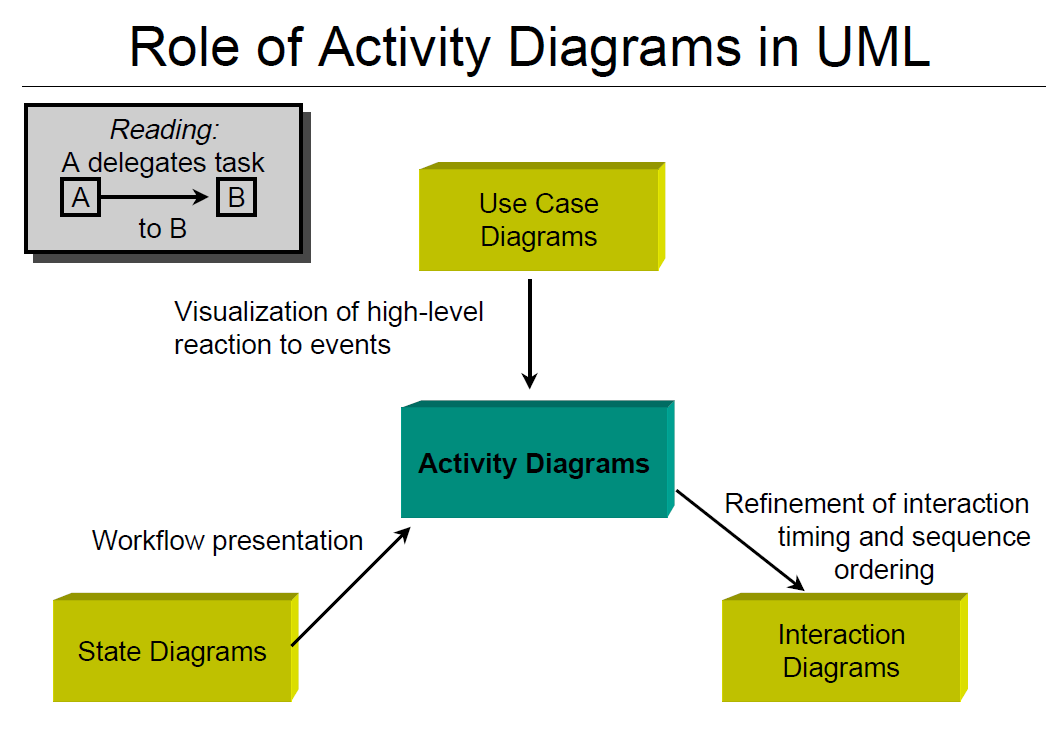 Role of Activity Diagrams in UML
Reading:
A delegates task
A
B
to B
Use Case
Diagrams
Visualization of high-level
reaction to events
Activity Diagrams
Refinement of interaction
timing and sequence
ordering
Workflow presentation
State Diagrams
Interaction
Diagrams